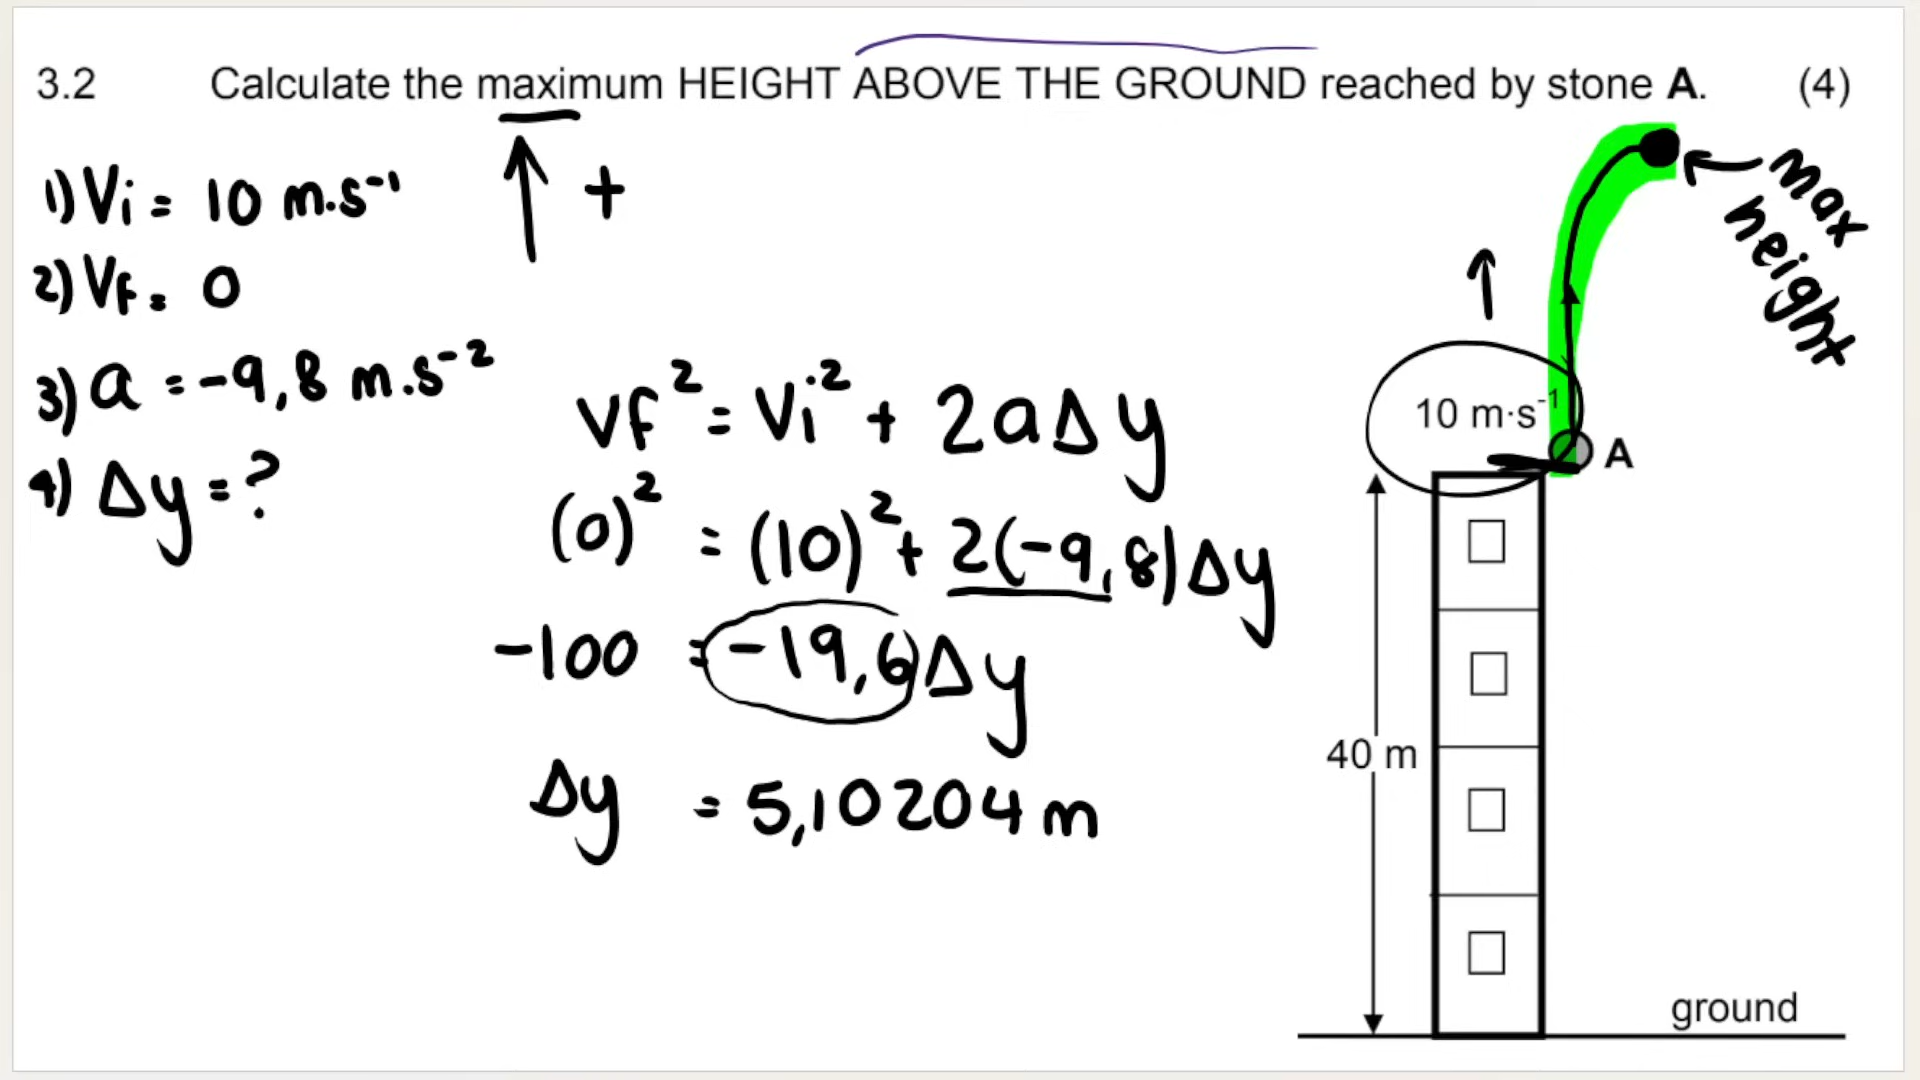 3.2 Calculate the maximum HEIGHT ABOVE THE GROUND reached by stone A. (4)
1) Vi = 10 m.s⁻¹
+
2) Vf = 0
3) a = -9,8 m.s⁻²
4) Δy = ?
Vf² = Vi² + 2aΔy
(0)² = (10)² + 2(-9,8)Δy
-100 = -19,6Δy
Δy = 5,10204 m
max
height
10 m·s⁻¹
A
40 m
ground